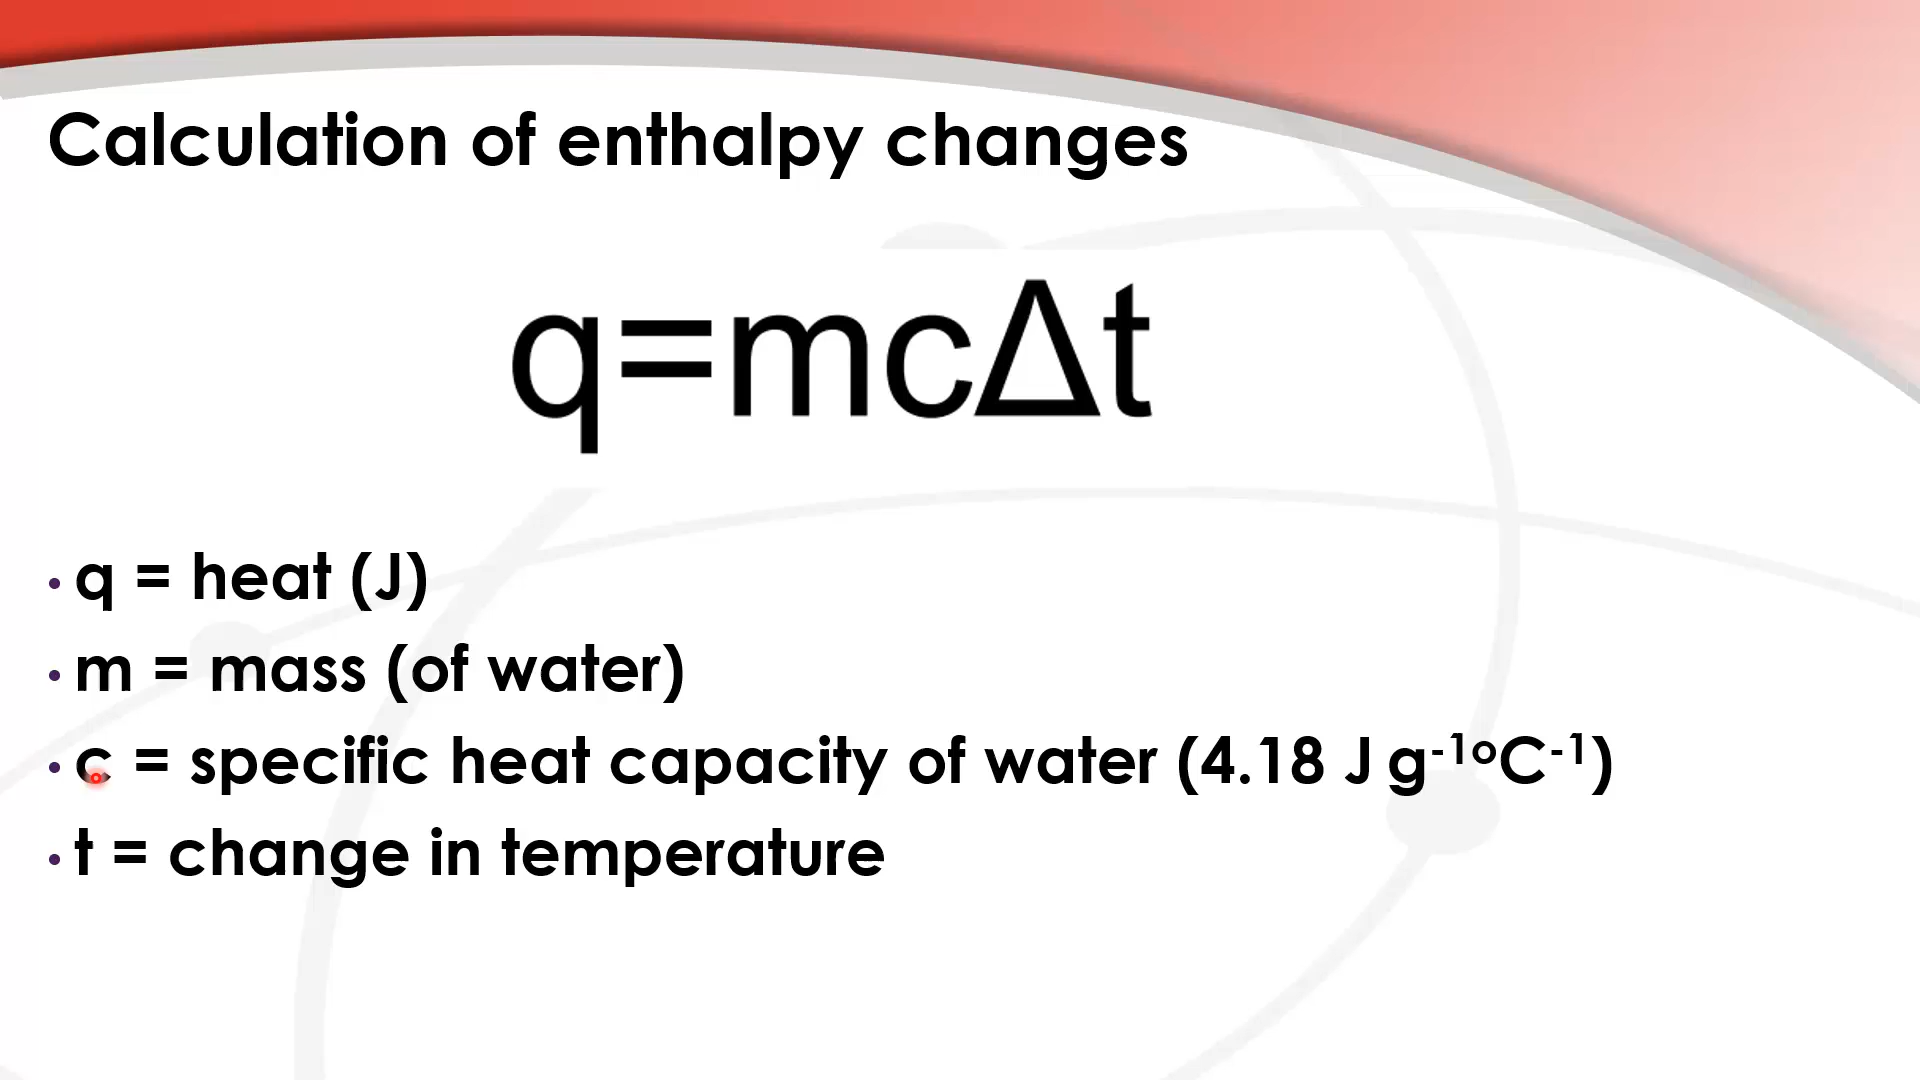 Calculation of enthalpy changes
q=mcΔt
• q = heat (J)
• m = mass (of water)
• c = specific heat capacity of water (4.18 J g⁻¹ᵒC⁻¹)
• t = change in temperature